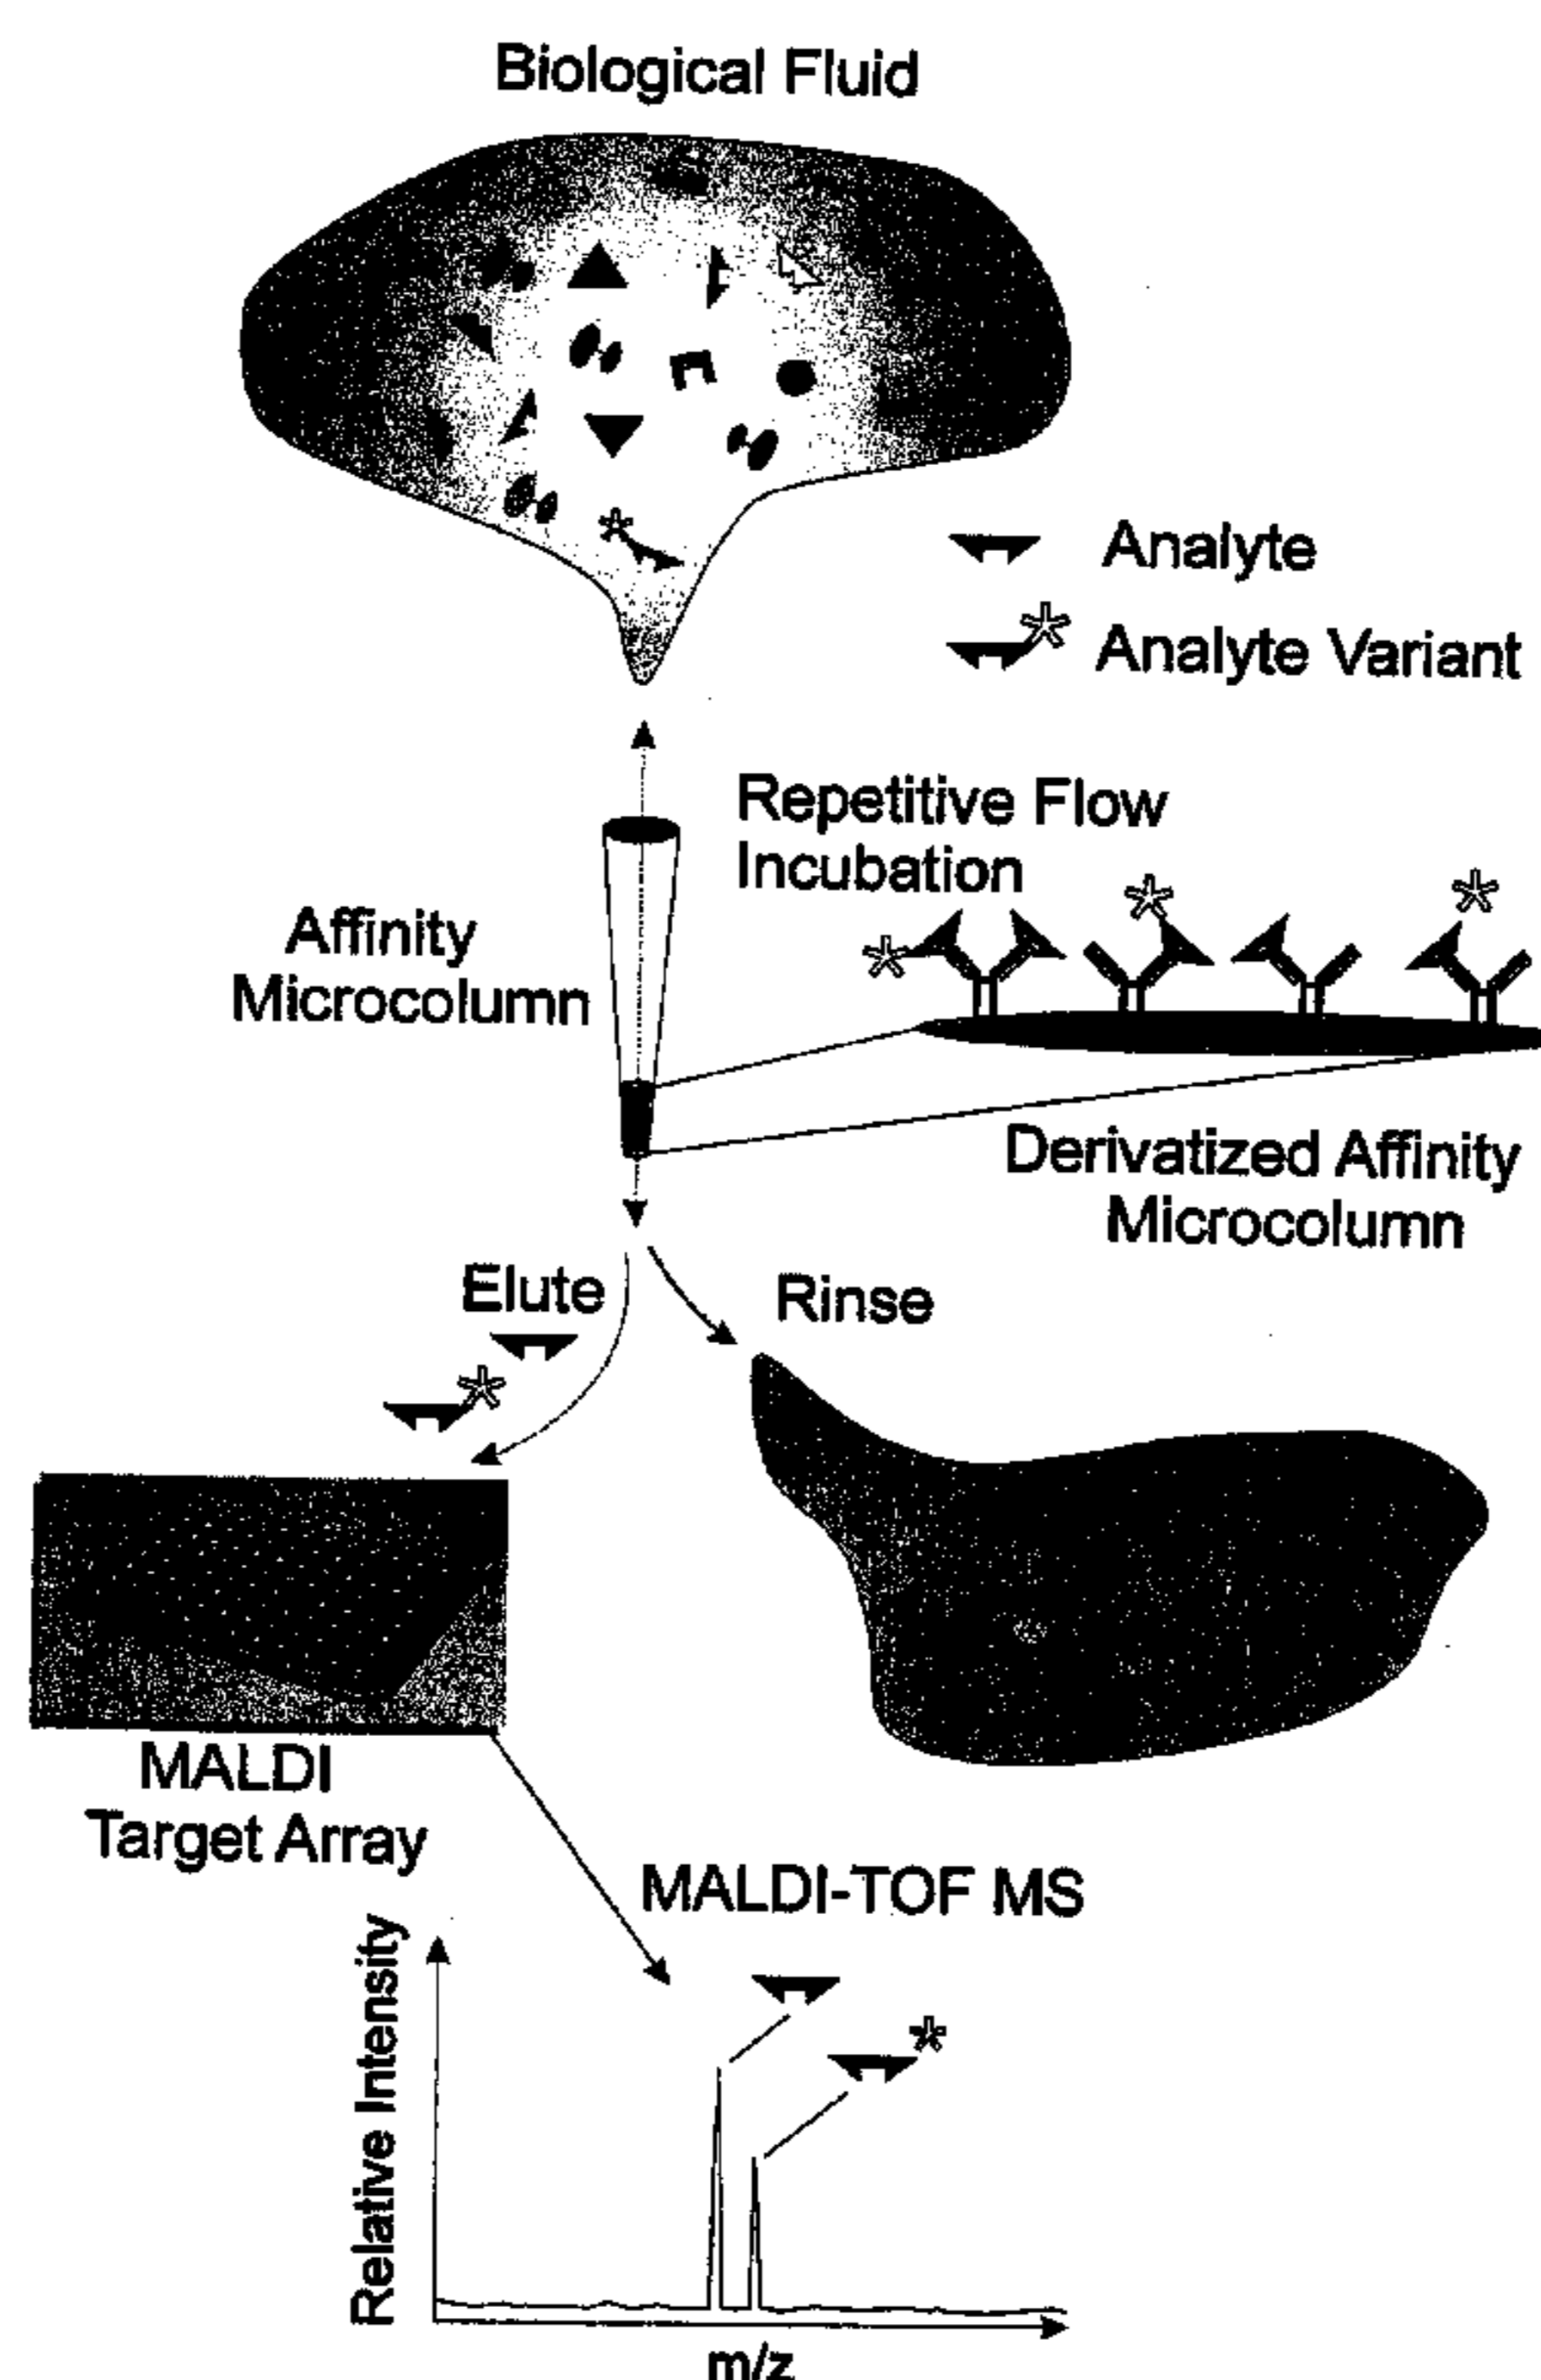 Biological Fluid
Analyte
Analyte Variant
Repetitive Flow
Incubation
Affinity
Microcolumn
Derivatized Affinity
Microcolumn
Elute
Rinse
MALDI
Target Array
MALDI-TOF MS
Relative Intensity
m/z